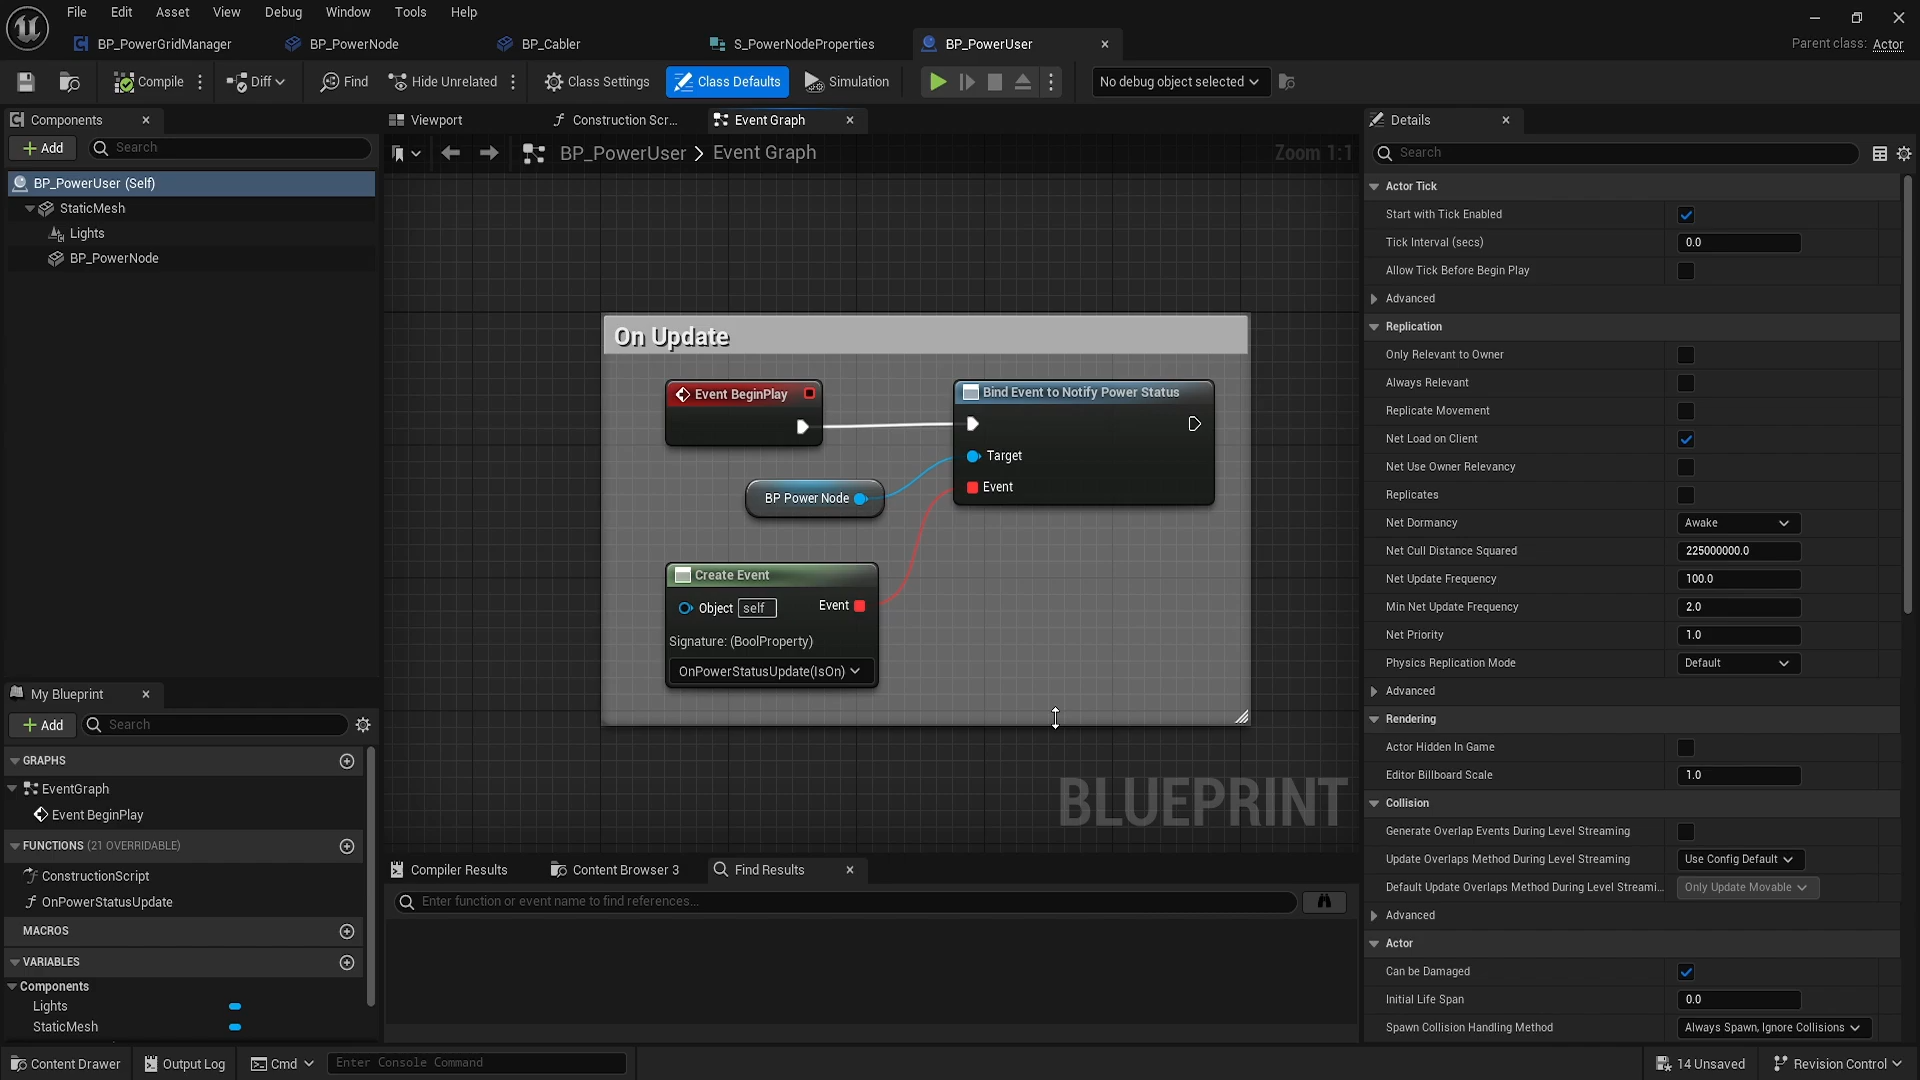 File Edit Asset View Debug Window Tools Help
BP_PowerGridManager BP_PowerNode BP_Cabler S_PowerNodeProperties BP_PowerUser Parent class: Actor
Compile Diff Find Hide Unrelated Class Settings Class Defaults Simulation No debug object selected
Components
Add Search
BP_PowerUser (Self)
StaticMesh
Lights
BP_PowerNode
My Blueprint
Add Search
GRAPHS
EventGraph
Event BeginPlay
FUNCTIONS (21 OVERRIDABLE)
ConstructionScript
OnPowerStatusUpdate
MACROS
VARIABLES
Components
Lights
StaticMesh
Viewport Construction Scr... Event Graph
BP_PowerUser > Event Graph Zoom 1:1
On Update
Event BeginPlay
Bind Event to Notify Power Status
Target
Event
BP Power Node
Create Event
Object self Event
Signature: (BoolProperty)
OnPowerStatusUpdate(IsOn)
BLUEPRINT
Compiler Results Content Browser 3 Find Results
Enter function or event name to find references...
Details
Search
Actor Tick
Start with Tick Enabled
Tick Interval (secs) 0.0
Allow Tick Before Begin Play
Advanced
Replication
Only Relevant to Owner
Always Relevant
Replicate Movement
Net Load on Client
Net Use Owner Relevancy
Replicates
Net Dormancy Awake
Net Cull Distance Squared 225000000.0
Net Update Frequency 100.0
Min Net Update Frequency 2.0
Net Priority 1.0
Physics Replication Mode Default
Advanced
Rendering
Actor Hidden In Game
Editor Billboard Scale 1.0
Collision
Generate Overlap Events During Level Streaming
Update Overlaps Method During Level Streaming Use Config Default
Default Update Overlaps Method During Level Streami... Only Update Movable
Advanced
Actor
Can be Damaged
Initial Life Span 0.0
Spawn Collision Handling Method Always Spawn, Ignore Collisions
Content Drawer Output Log Cmd Enter Console Command 14 Unsaved Revision Control